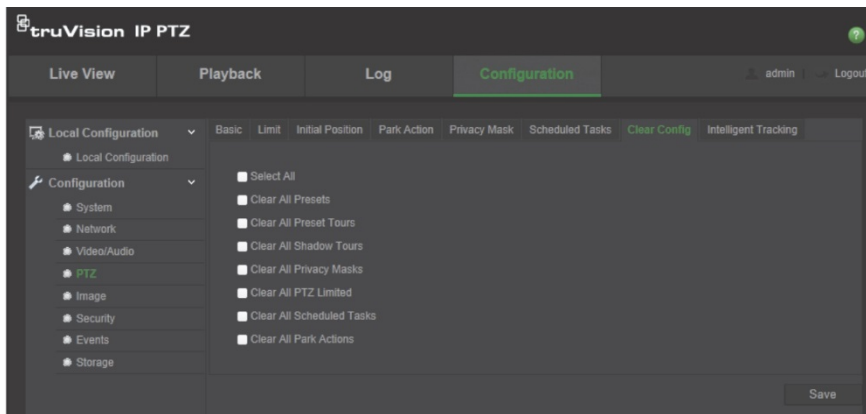 truVision IP PTZ
?
Live View Playback Log Configuration admin Logout
Local Configuration
Local Configuration
Configuration
System
Network
Video/Audio
PTZ
Image
Security
Events
Storage
Basic Limit Initial Position Park Action Privacy Mask Scheduled Tasks Clear Config Intelligent Tracking
Select All
Clear All Presets
Clear All Preset Tours
Clear All Shadow Tours
Clear All Privacy Masks
Clear All PTZ Limited
Clear All Scheduled Tasks
Clear All Park Actions
Save